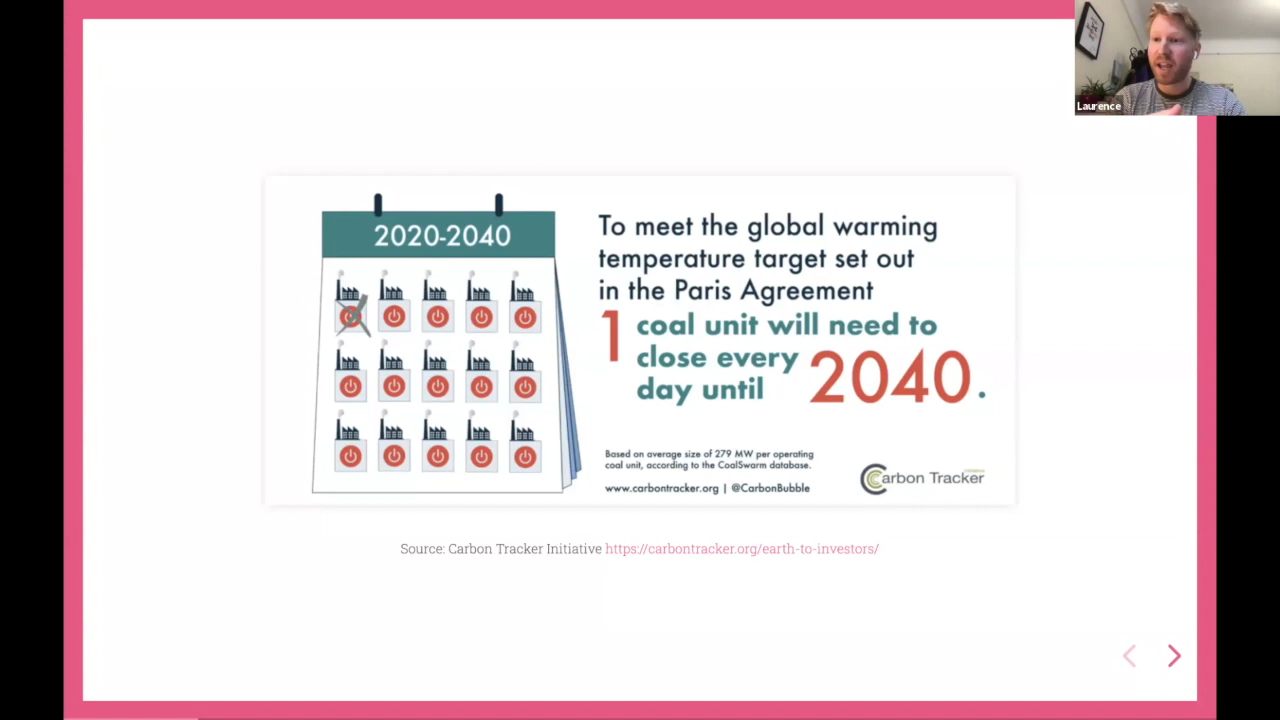 Laurence
2020-2040
To meet the global warming
temperature target set out
in the Paris Agreement
1 coal unit will need to
close every
day until 2040.
Based on average size of 279 MW per operating
coal unit, according to the CoalSwarm database.
www.carbontracker.org | @CarbonBubble
Carbon Tracker
Source: Carbon Tracker Initiative https://carbontracker.org/earth-to-investors/